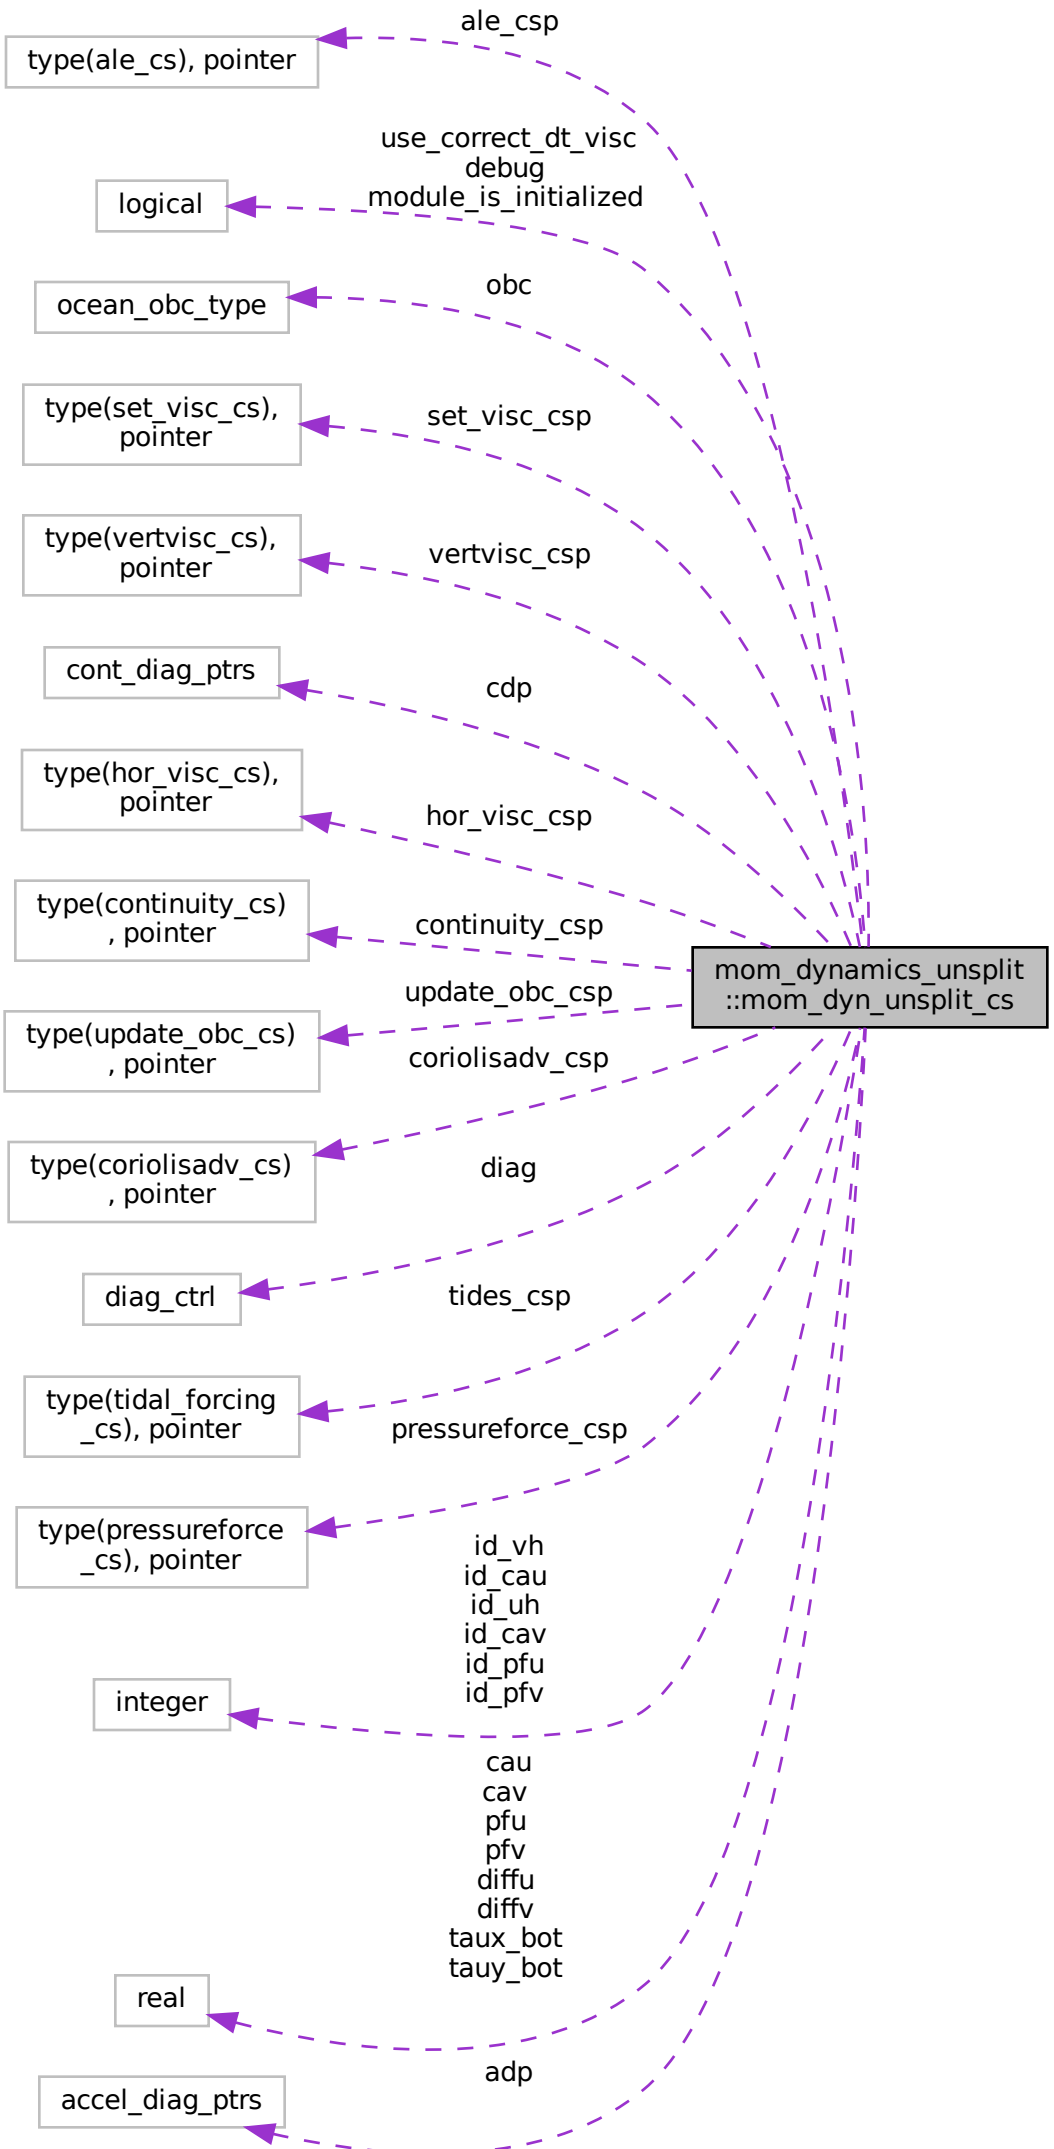 ale_csp
type(ale_cs), pointer
use_correct_dt_visc
debug
module_is_initialized
logical
obc
ocean_obc_type
set_visc_csp
type(set_visc_cs),
pointer
vertvisc_csp
type(vertvisc_cs),
pointer
cdp
cont_diag_ptrs
hor_visc_csp
type(hor_visc_cs),
pointer
continuity_csp
type(continuity_cs)
, pointer
mom_dynamics_unsplit
::mom_dyn_unsplit_cs
update_obc_csp
type(update_obc_cs)
, pointer
coriolisadv_csp
type(coriolisadv_cs)
, pointer
diag
diag_ctrl
tides_csp
type(tidal_forcing
_cs), pointer
pressureforce_csp
type(pressureforce
_cs), pointer
id_vh
id_cau
id_uh
id_cav
id_pfu
id_pfv
integer
cau
cav
pfu
pfv
diffu
diffv
taux_bot
tauy_bot
real
adp
accel_diag_ptrs